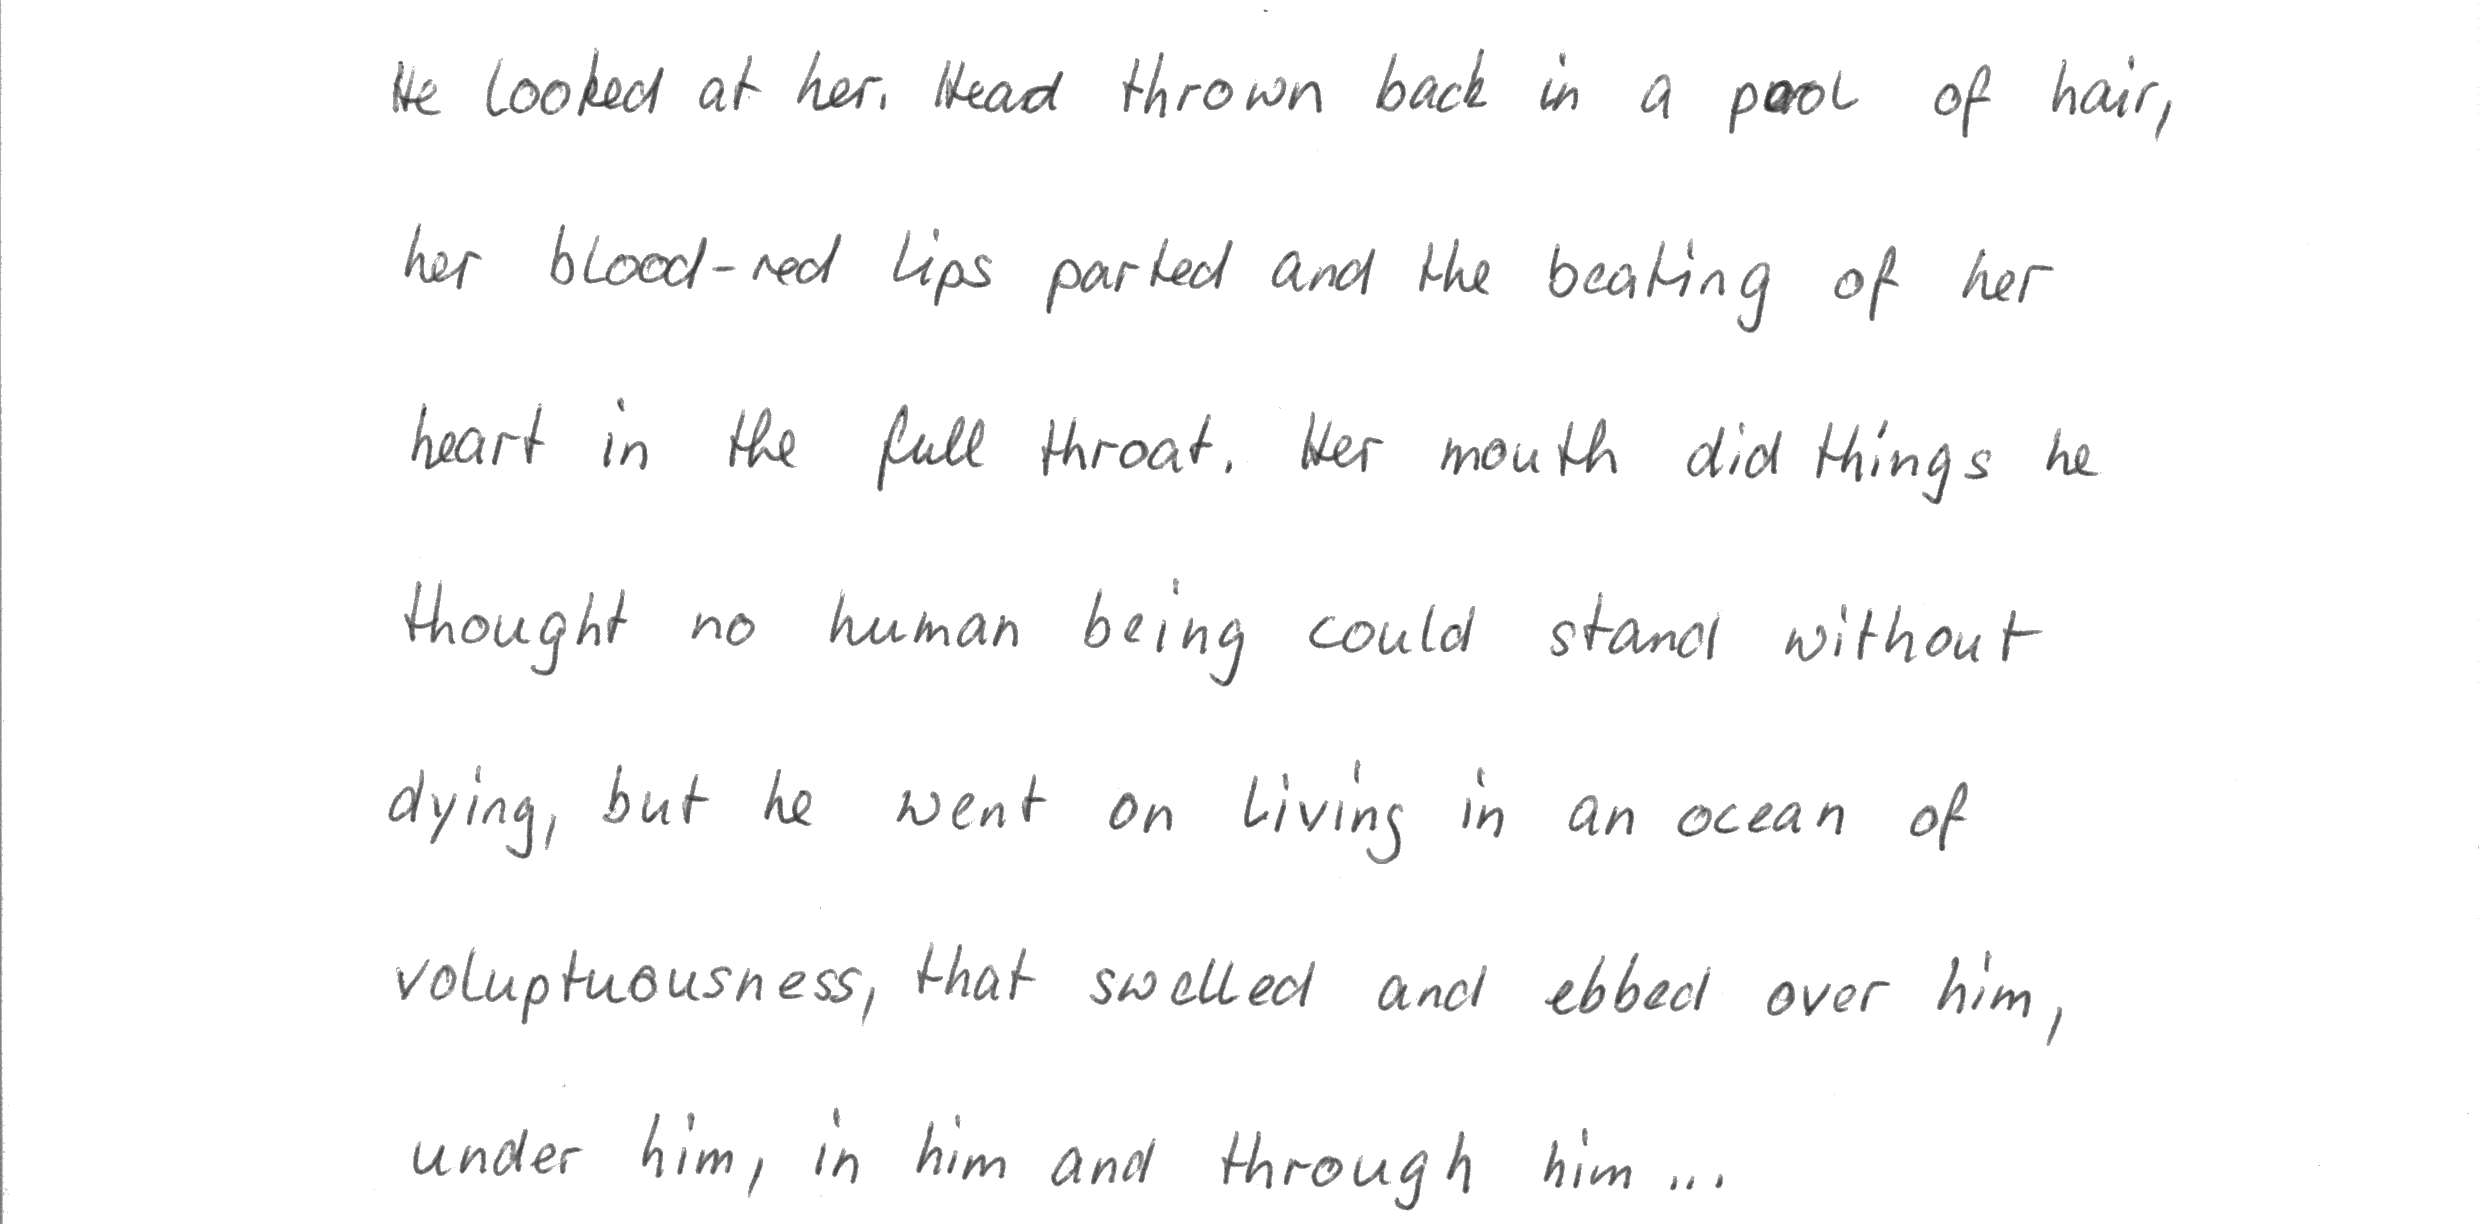 He looked at her. Head thrown back in a pool of hair,
her blood-red lips parted and the beating of her
heart in the full throat. Her mouth did things he
thought no human being could stand without
dying, but he went on living in an ocean of
voluptuousness, that swelled and ebbed over him,
under him, in him and through him...